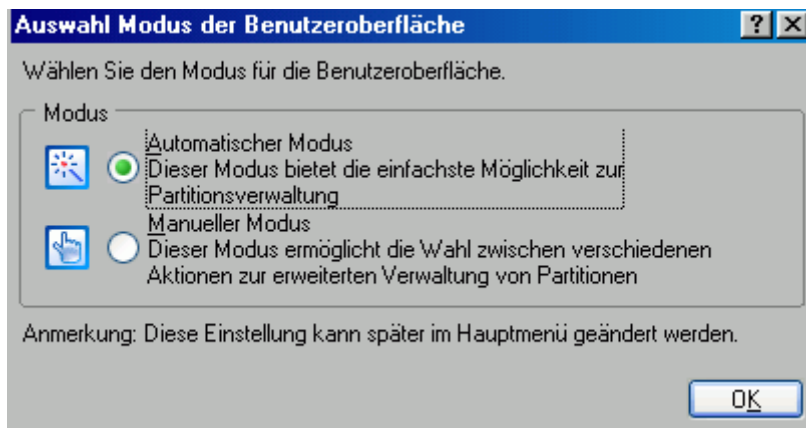 Auswahl Modus der Benutzeroberfläche
Wählen Sie den Modus für die Benutzeroberfläche.
Modus
Automatischer Modus
Dieser Modus bietet die einfachste Möglichkeit zur
Partitionsverwaltung
Manueller Modus
Dieser Modus ermöglicht die Wahl zwischen verschiedenen
Aktionen zur erweiterten Verwaltung von Partitionen
Anmerkung: Diese Einstellung kann später im Hauptmenü geändert werden.
OK